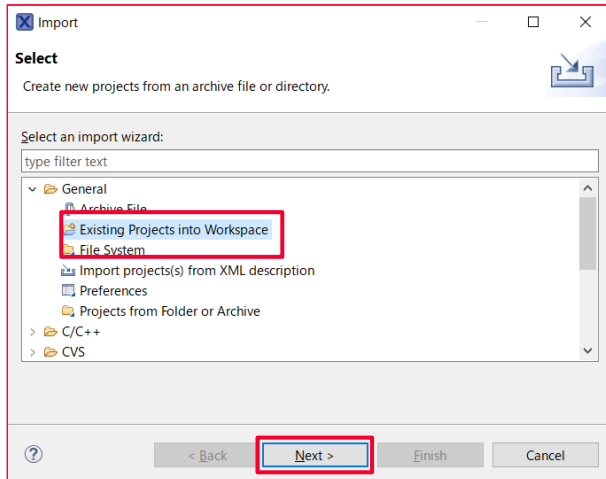 Import
Select
Create new projects from an archive file or directory.
Select an import wizard:
type filter text
General
Archive File
Existing Projects into Workspace
File System
Import projects(s) from XML description
Preferences
Projects from Folder or Archive
C/C++
CVS
< Back Next > Finish Cancel